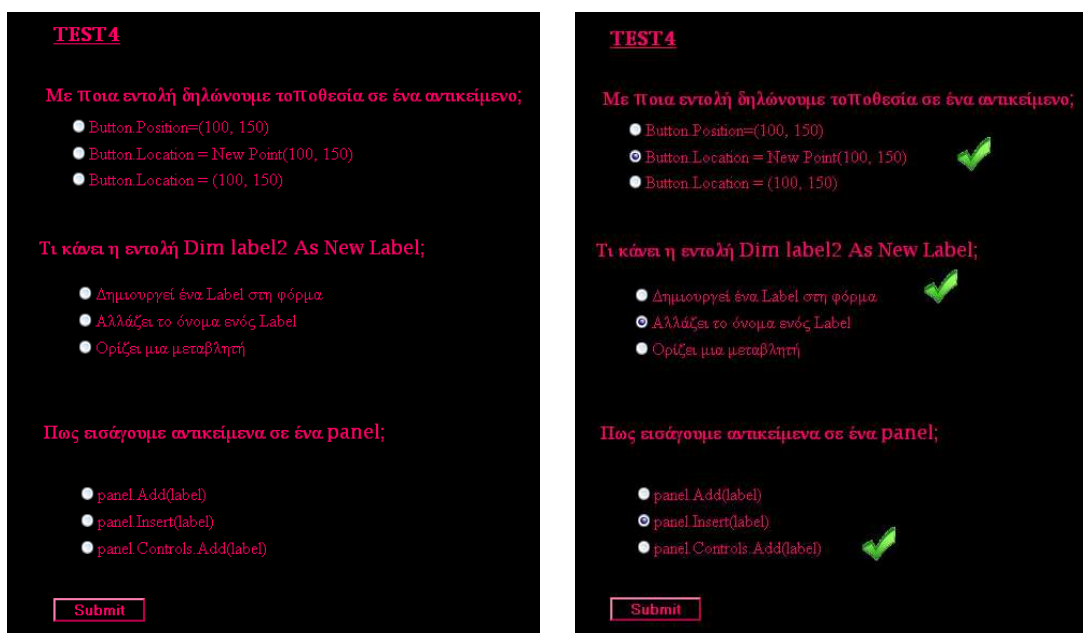 TEST4
Με ποια εντολή δηλώνουμε τοποθεσία σε ένα αντικείμενο;
Button.Position=(100, 150)
Button.Location = New Point(100, 150)
Button.Location = (100, 150)
Τι κάνει η εντολή Dim label2 As New Label;
Δημιουργεί ένα Label στη φόρμα
Αλλάζει το όνομα ενός Label
Ορίζει μια μεταβλητή
Πως εισάγουμε αντικείμενα σε ένα panel;
panel.Add(label)
panel.Insert(label)
panel.Controls.Add(label)
Submit
TEST4
Με ποια εντολή δηλώνουμε τοποθεσία σε ένα αντικείμενο;
Button.Position=(100, 150)
Button.Location = New Point(100, 150)
Button.Location = (100, 150)
Τι κάνει η εντολή Dim label2 As New Label;
Δημιουργεί ένα Label στη φόρμα
Αλλάζει το όνομα ενός Label
Ορίζει μια μεταβλητή
Πως εισάγουμε αντικείμενα σε ένα panel;
panel.Add(label)
panel.Insert(label)
panel.Controls.Add(label)
Submit